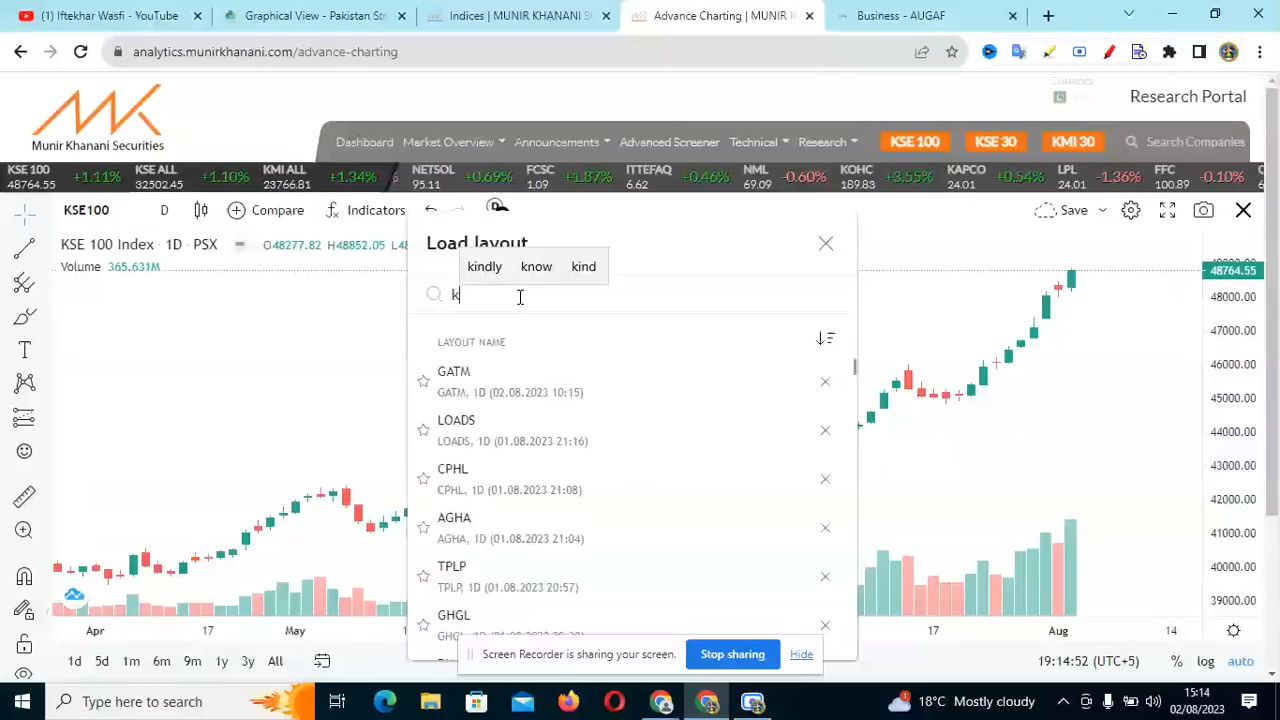 (1) Watch
Iftekhar Wasi
Graphical View - Pakistan S
Indices | MUNIR KHANANI S
Advance Charting | MUNIR K
Business - AUGAF
analytics.munirkhanani.com/advance-charting
Munir Khanani Securities
Currency
Research Portal
Market Overview
Announcements
Advanced Screener
Technical
Research
KSE 100
KSE 30
KMI 30
Search Companies
KSE 100 48764.55 +1.11%
KSE ALL 32502.45 +1.10%
KMI ALL 23766.81 +1.34%
NETSOL 95.11 +0.69%
FCSC 1.09 +1.87%
ITTEFAQ 6.62 +0.46%
NML 69.09 -0.60%
KOHC 189.83 +3.55%
KAPCO 24.01 +0.54%
LPL 24.01 -1.36%
FFC 100.89 -0.10%
KSE100 D Compare Indicators
Save
KSE 100 Index · 1D · PSX O48277.82 H48852.05
Volume 365.631M
Load layout
kindly know kind
k
LAYOUT NAME
GATM
GATM, 1D (02.08.2023 10:15)
LOADS
LOADS, 1D (01.08.2023 21:16)
CPHL
CPHL, 1D (01.08.2023 21:08)
AGHA
AGHA, 1D (01.08.2023 21:04)
TPLP
TPLP, 1D (01.08.2023 20:57)
GHGL
48764.55
48000.00
47000.00
46000.00
45000.00
44000.00
43000.00
42000.00
41000.00
40000.00
39000.00
Apr 17 May 17 Aug 14
Screen Recorder is sharing your screen. Stop sharing Hide
1d 5d 1m 6m 9m 1y 3y All
19:14:52 (UTC+5) % log auto
Type here to search
18°C Mostly cloudy
15:14
02/08/2023